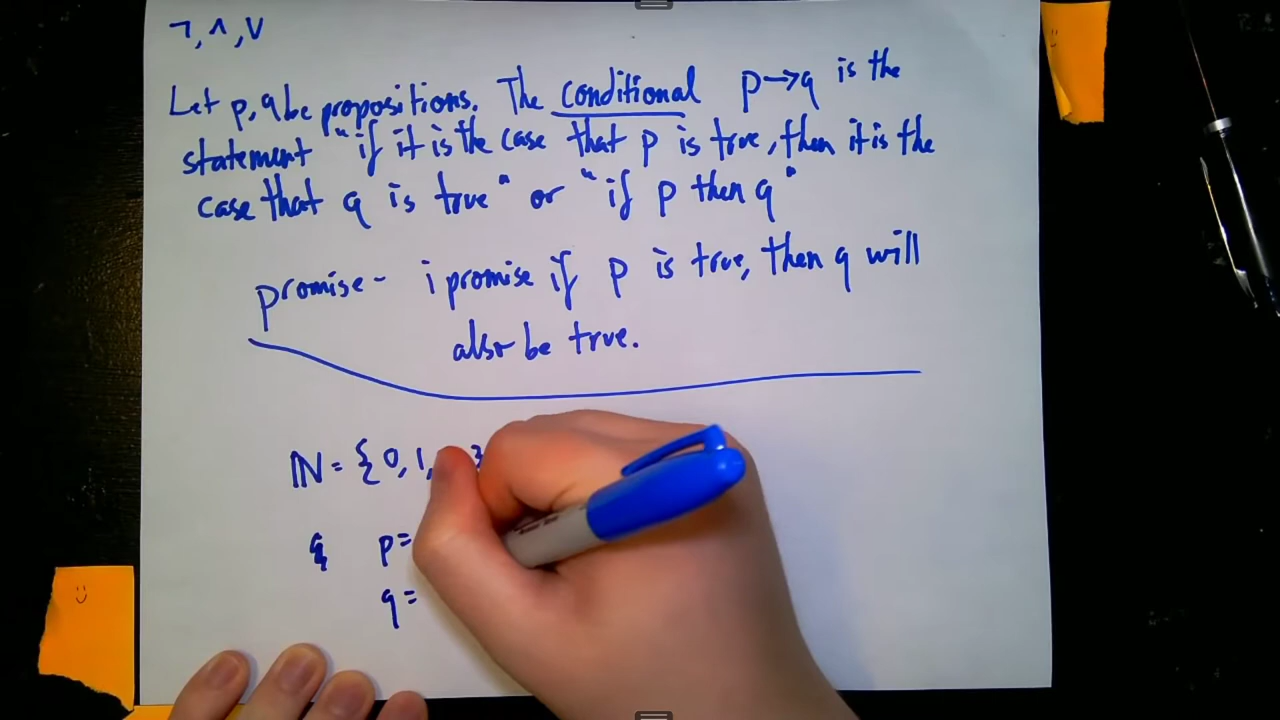 ¬, ∧, ∨
Let p, q be propositions. The conditional p→q is the
statement "if it is the case that p is true, then it is the
case that q is true" or "if p then q"
promise - i promise if p is true, then q will
also be true.
ℕ = {0, 1, 3
q p =
q =